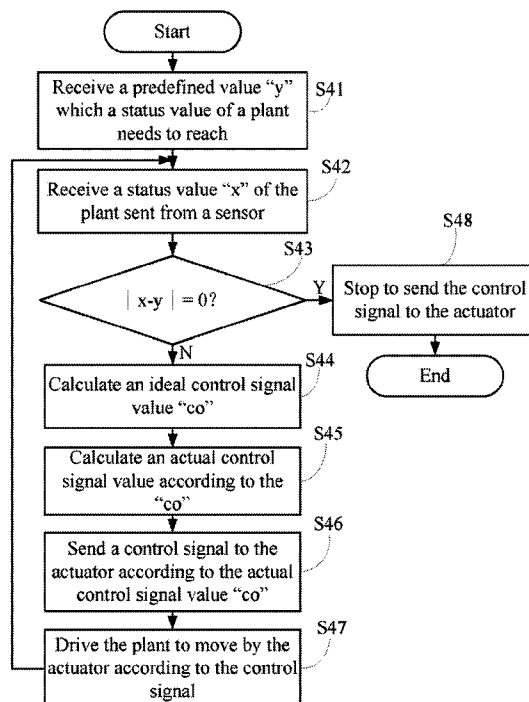 Start
Receive a predefined value “y”
which a status value of a plant
needs to reach
S41
Receive a status value “x” of the
plant sent from a sensor
S42
| x-y | = 0?
S43
Y
N
Stop to send the control
signal to the actuator
S48
End
Calculate an ideal control signal
value “co”
S44
Calculate an actual control
signal value according to the
“co”
S45
Send a control signal to the
actuator according to the actual
control signal value “co”
S46
Drive the plant to move by the
actuator according to the control
signal
S47